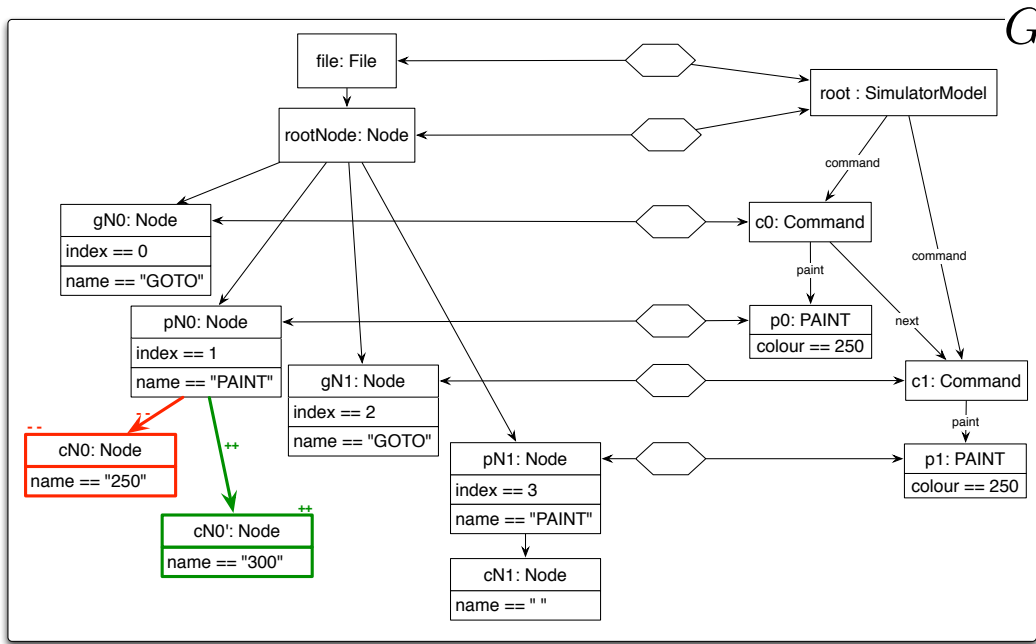 G
file: File
root : SimulatorModel
rootNode: Node
command
gN0: Node
index == 0
name == "GOTO"
c0: Command
command
paint
pN0: Node
index == 1
name == "PAINT"
p0: PAINT
colour == 250
next
gN1: Node
index == 2
name == "GOTO"
c1: Command
paint
- -
- -
++
cN0: Node
name == "250"
pN1: Node
index == 3
name == "PAINT"
p1: PAINT
colour == 250
++
cN0': Node
name == "300"
cN1: Node
name == " "